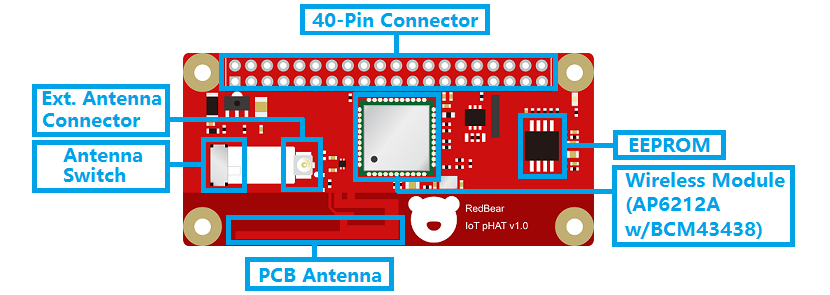 40-Pin Connector
Ext. Antenna
Connector
Antenna
Switch
EEPROM
Wireless Module
(AP6212A
w/BCM43438)
RedBear
IoT pHAT v1.0
PCB Antenna